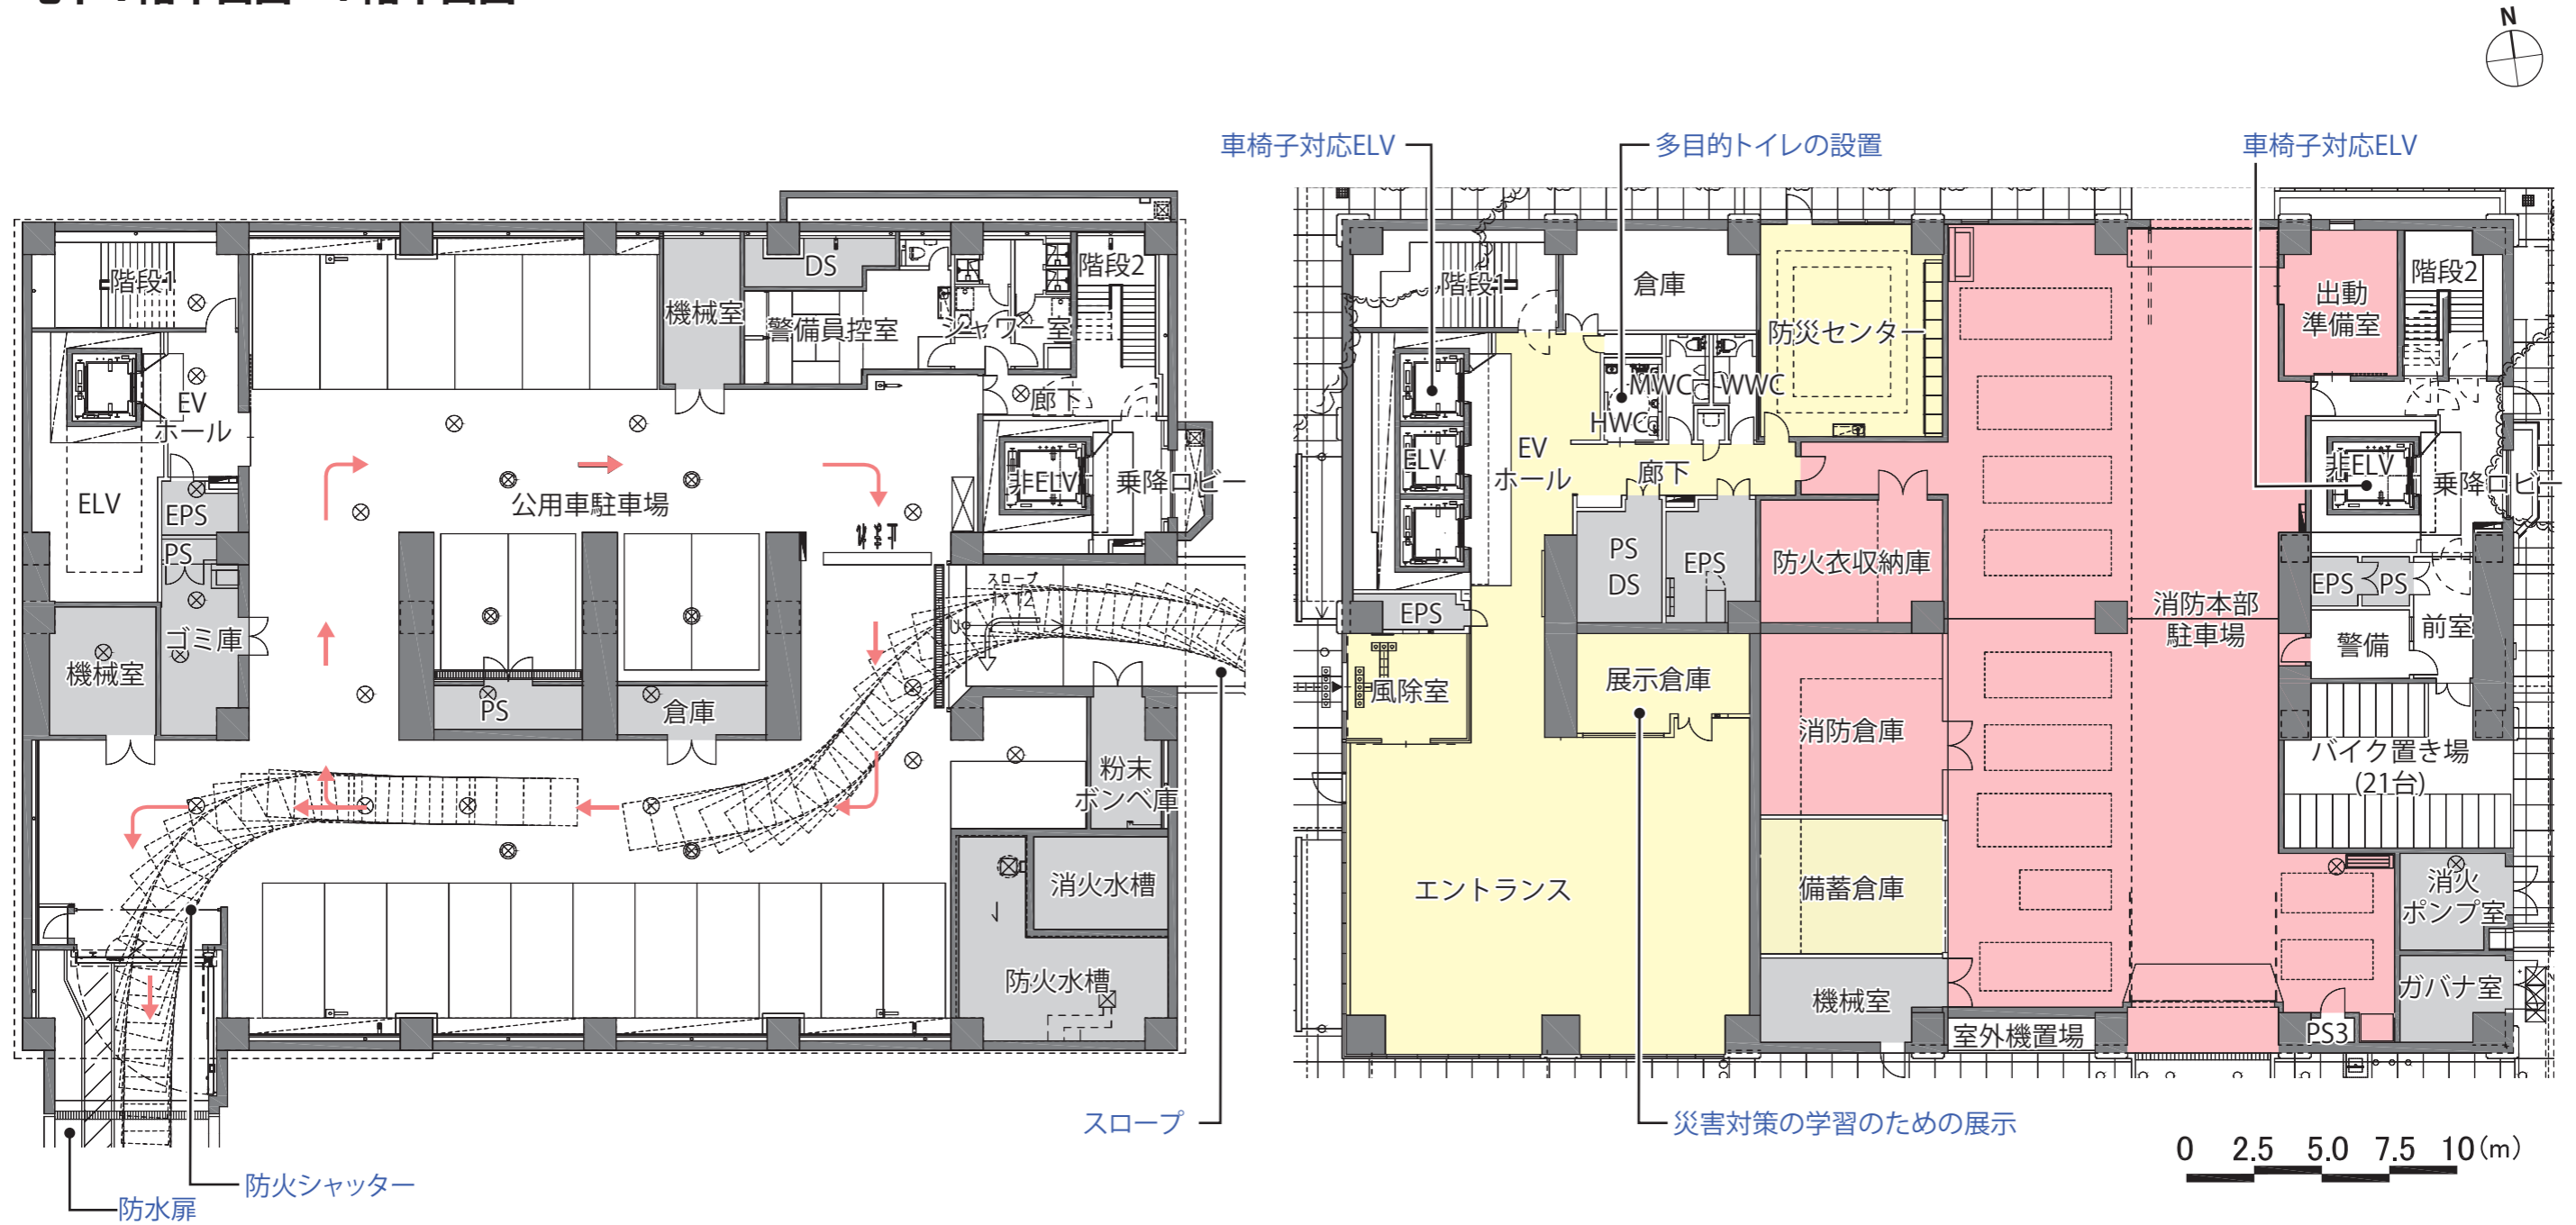 N
車椅子対応ELV
多目的トイレの設置
車椅子対応ELV
階段1
機械室
DS
警備員控室
シャワー室
階段2
EV
ホール
廊下
ELV
EPS
公用車駐車場
非ELV
乗降ロビー
PS
スロープ
1/12
ゴミ庫
機械室
PS
倉庫
粉末
ボンベ庫
消火水槽
防火水槽
スロープ
防火シャッター
防水扉
階段1
倉庫
防災センター
出動
準備室
階段2
MWC
WWC
HWC
ELV
EV
ホール
廊下
非ELV
乗降ロビー
PS
DS
EPS
防火衣収納庫
EPS
消防本部
駐車場
EPS
PS
前室
警備
風除室
展示倉庫
消防倉庫
バイク置き場
(21台)
エントランス
備蓄倉庫
消火
ポンプ室
機械室
ガバナ室
室外機置場
PS3
災害対策の学習のための展示
0 2.5 5.0 7.5 10(m)